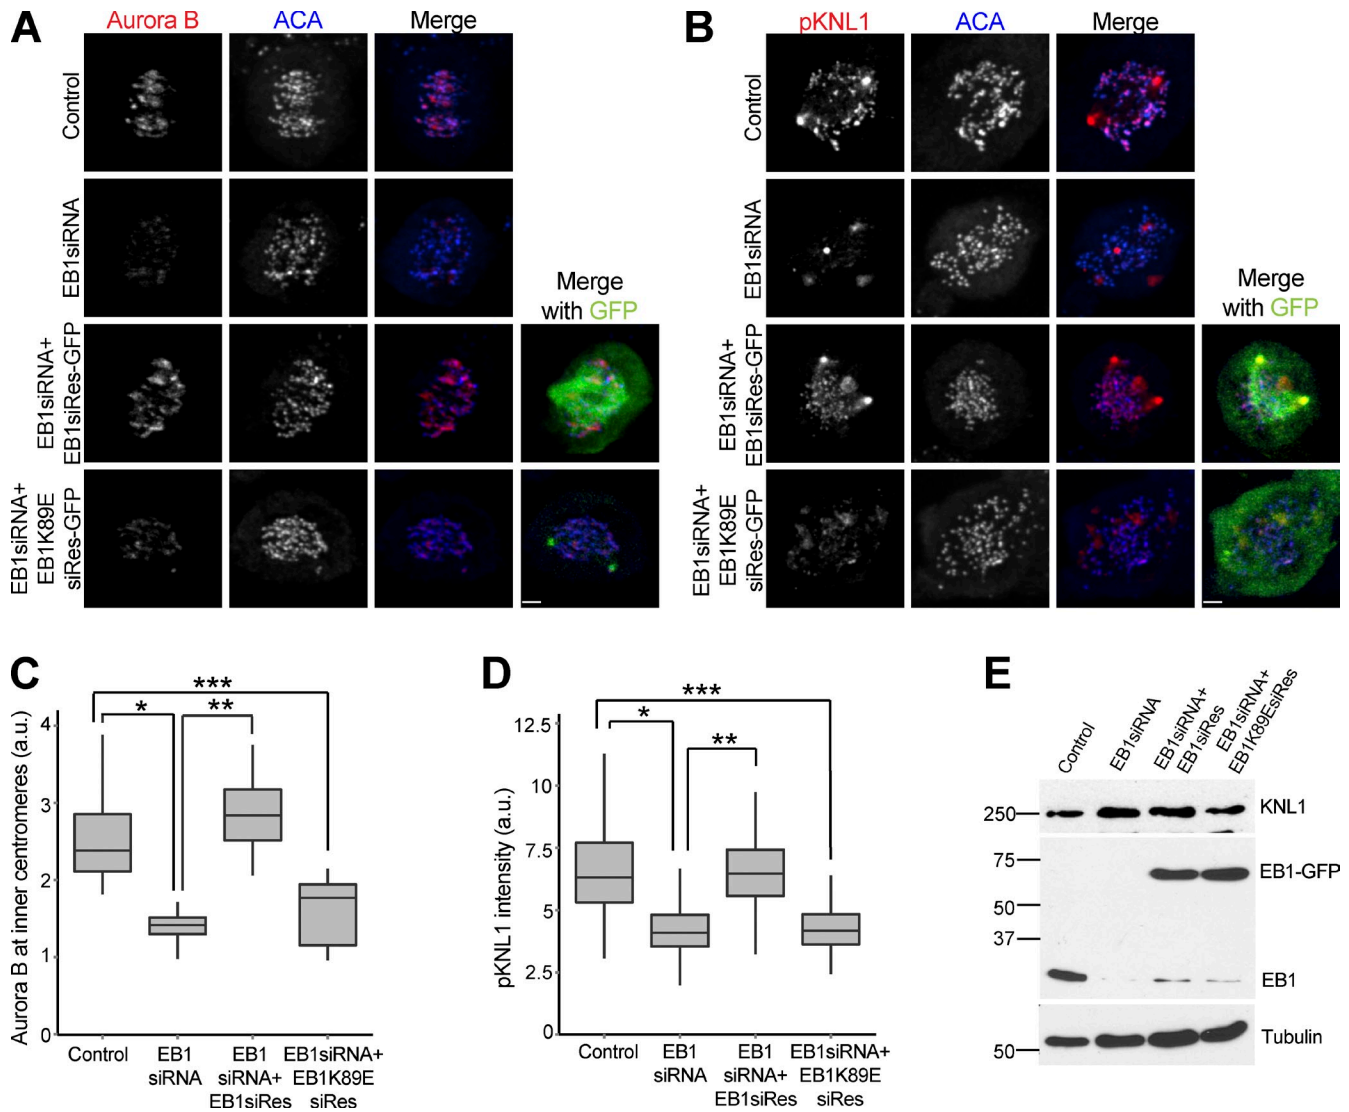 A
Aurora B
ACA
Merge
Control
EB1siRNA
EB1siRNA+
EB1siRes-GFP
EB1siRNA+
EB1K89E
siRes-GFP
Merge
with GFP
B
pKNL1
ACA
Merge
Control
EB1siRNA
EB1siRNA+
EB1siRes-GFP
EB1siRNA+
EB1K89E
siRes-GFP
Merge
with GFP
C
Aurora B at inner centromeres (a.u.)
4
3
2
1
0
***
*
**
Control
EB1
siRNA
EB1
siRNA+
EB1siRes
EB1siRNA+
EB1K89E
siRes
D
pKNL1 intensity (a.u.)
12.5
10
7.5
5
2.5
0
***
*
**
Control
EB1
siRNA
EB1
siRNA+
EB1siRes
EB1siRNA+
EB1K89E
siRes
E
Control
EB1siRNA
EB1siRNA+
EB1siRes
EB1siRNA+
EB1K89EsiRes
250
KNL1
75
EB1-GFP
50
37
EB1
50
Tubulin